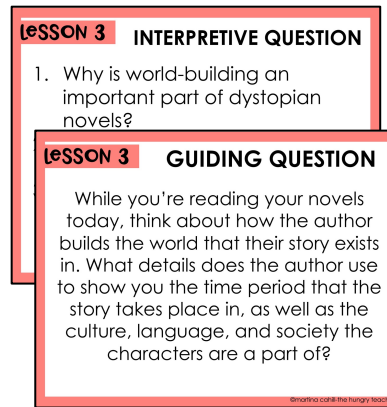 LESSON 3 INTERPRETIVE QUESTION
1. Why is world-building an
important part of dystopian
novels?
LESSON 3 GUIDING QUESTION
While you're reading your novels
today, think about how the author
builds the world that their story exists
in. What details does the author use
to show you the time period that the
story takes place in, as well as the
culture, language, and society the
characters are a part of?
©martina cahill-the hungry teach